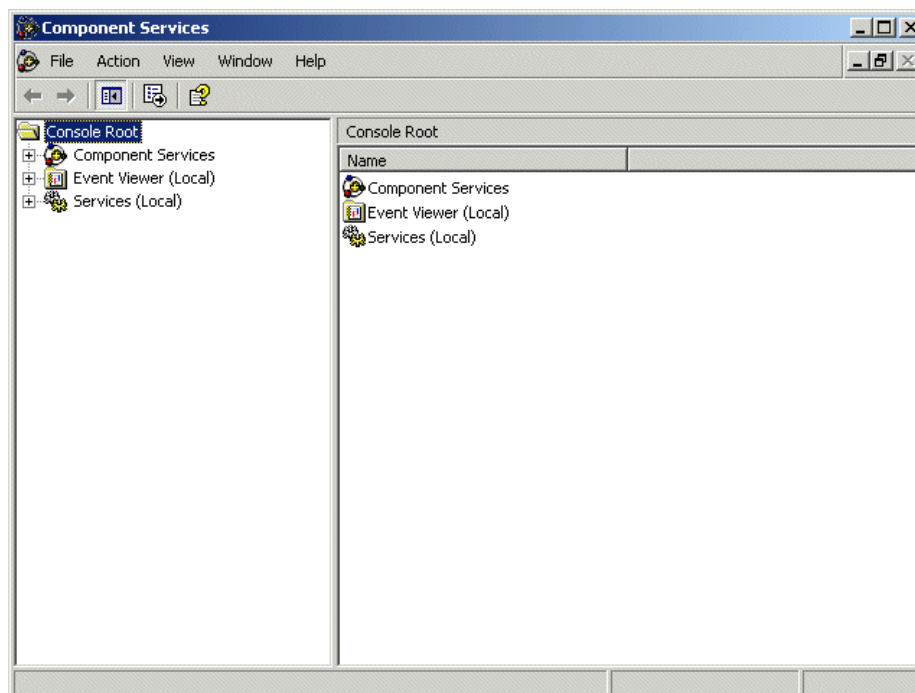 Component Services
File Action View Window Help
Console Root
Component Services
Event Viewer (Local)
Services (Local)
Console Root
Name
Component Services
Event Viewer (Local)
Services (Local)